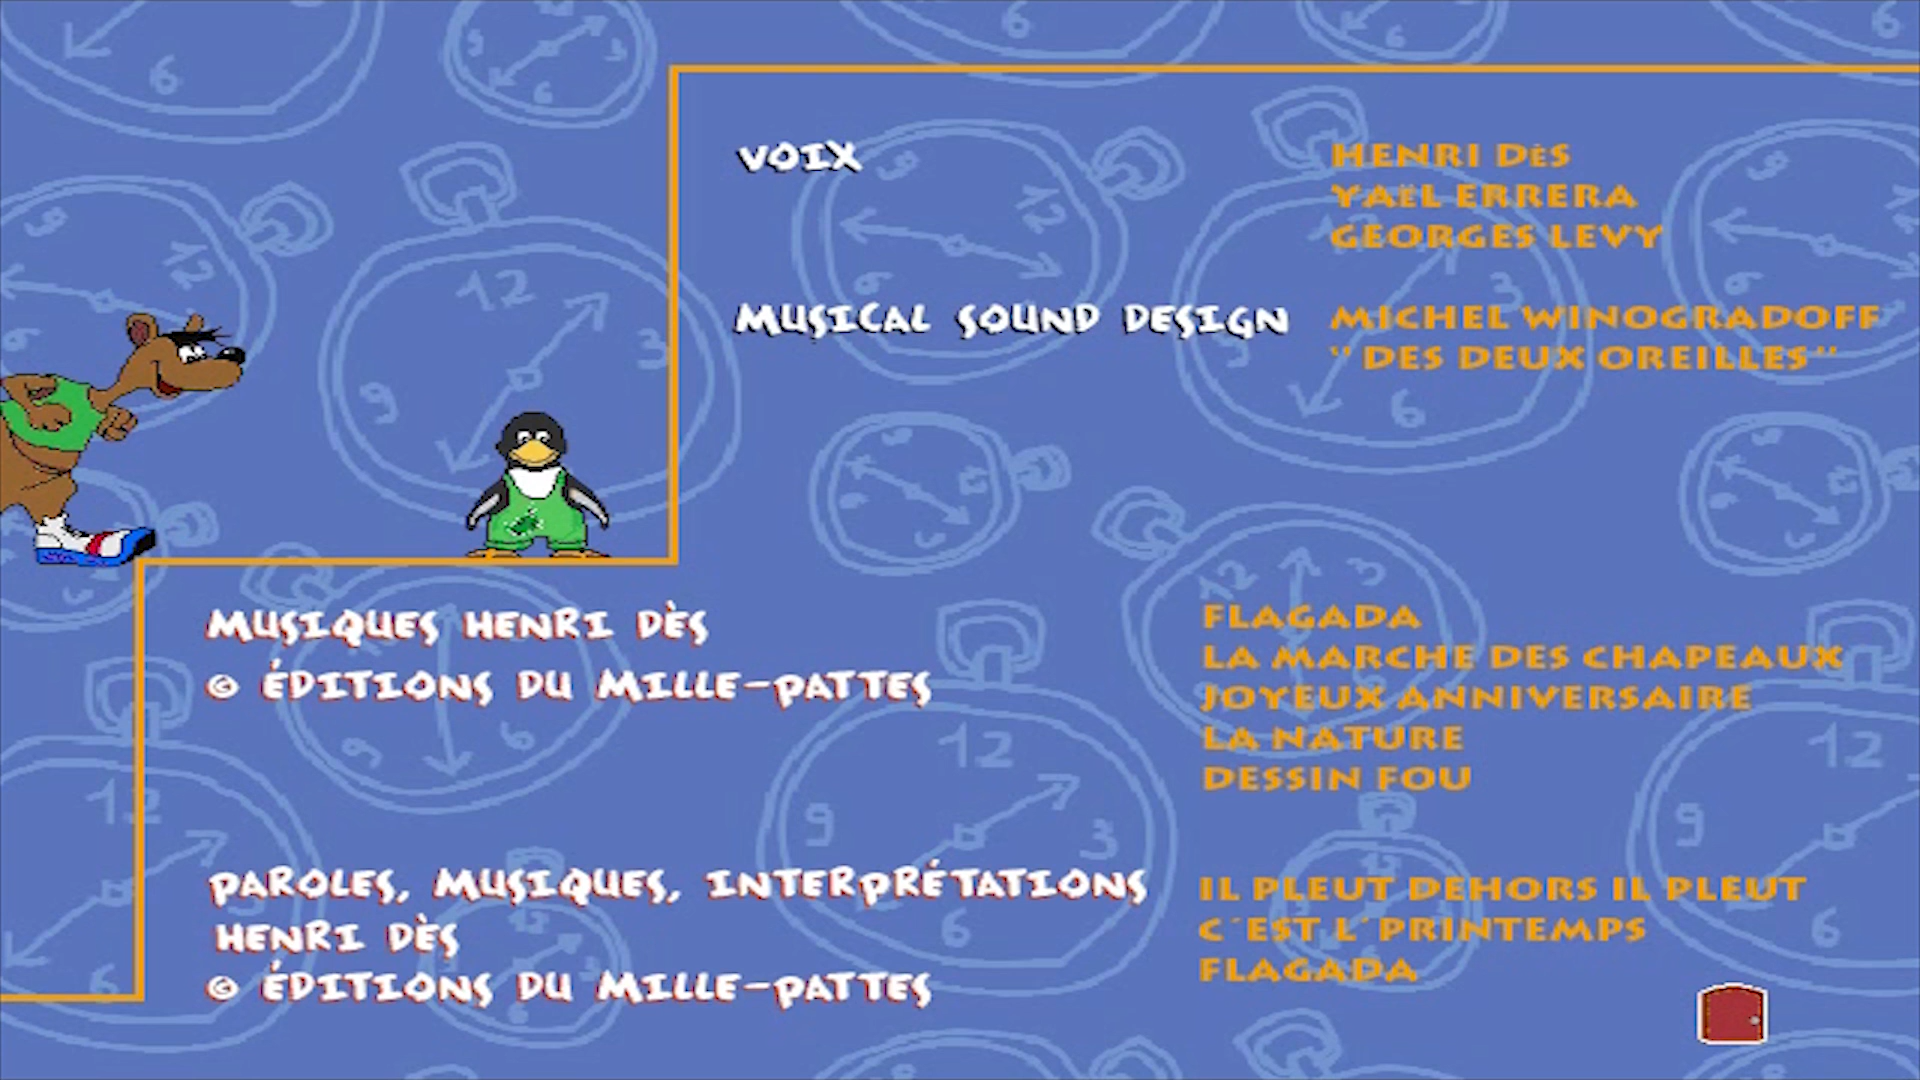 VOIX
HENRI DÈS
YAËL ERRERA
GEORGES LEVY
MUSICAL SOUND DESIGN
MICHEL WINOGRADOFF
"DES DEUX OREILLES"
MUSIQUES HENRI DÈS
© ÉDITIONS DU MILLE-PATTES
FLAGADA
LA MARCHE DES CHAPEAUX
JOYEUX ANNIVERSAIRE
LA NATURE
DESSIN FOU
PAROLES, MUSIQUES, INTERPRÉTATIONS
HENRI DÈS
© ÉDITIONS DU MILLE-PATTES
IL PLEUT DEHORS IL PLEUT
C´EST L´PRINTEMPS
FLAGADA